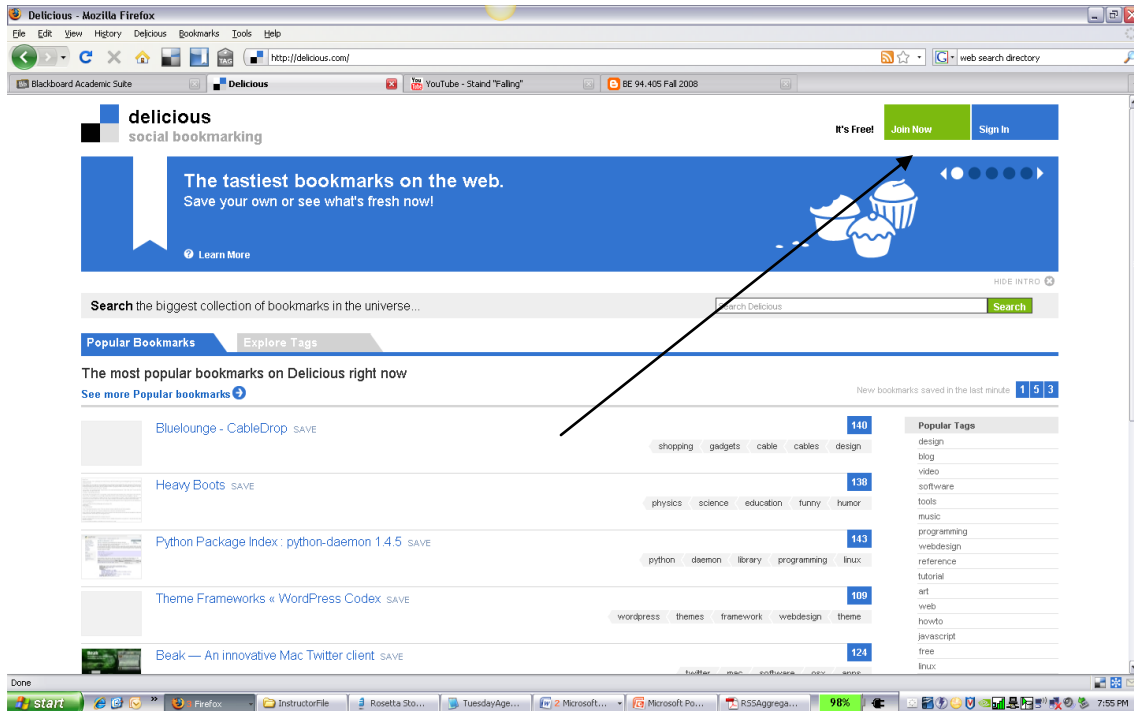 Delicious - Mozilla Firefox
File Edit View History Delicious Bookmarks Tools Help
TAG http://delicious.com/ G web search directory
Blackboard Academic Suite Delicious YouTube - Staind "Falling" BE 94.405 Fall 2008
delicious
social bookmarking
It's Free! Join Now Sign In
The tastiest bookmarks on the web.
Save your own or see what's fresh now!
? Learn More
HIDE INTRO
Search the biggest collection of bookmarks in the universe...
Search Delicious Search
Popular Bookmarks Explore Tags
The most popular bookmarks on Delicious right now
See more Popular bookmarks
New bookmarks saved in the last minute 1 5 3
Bluelounge - CableDrop SAVE 140
shopping gadgets cable cables design
Heavy Boots SAVE 138
physics science education funny humor
Python Package Index : python-daemon 1.4.5 SAVE 143
python daemon library programming linux
Theme Frameworks « WordPress Codex SAVE 109
wordpress themes framework webdesign theme
Beak — An innovative Mac Twitter client SAVE 124
twitter mac software osx apps
Popular Tags
design
blog
video
software
tools
music
programming
webdesign
reference
tutorial
art
web
howto
javascript
free
linux
Done
start Firefox InstructorFile Rosetta Sto... TuesdayAge... 2 Microsoft... Microsoft Po... RSSAggrega... 98% 7:55 PM